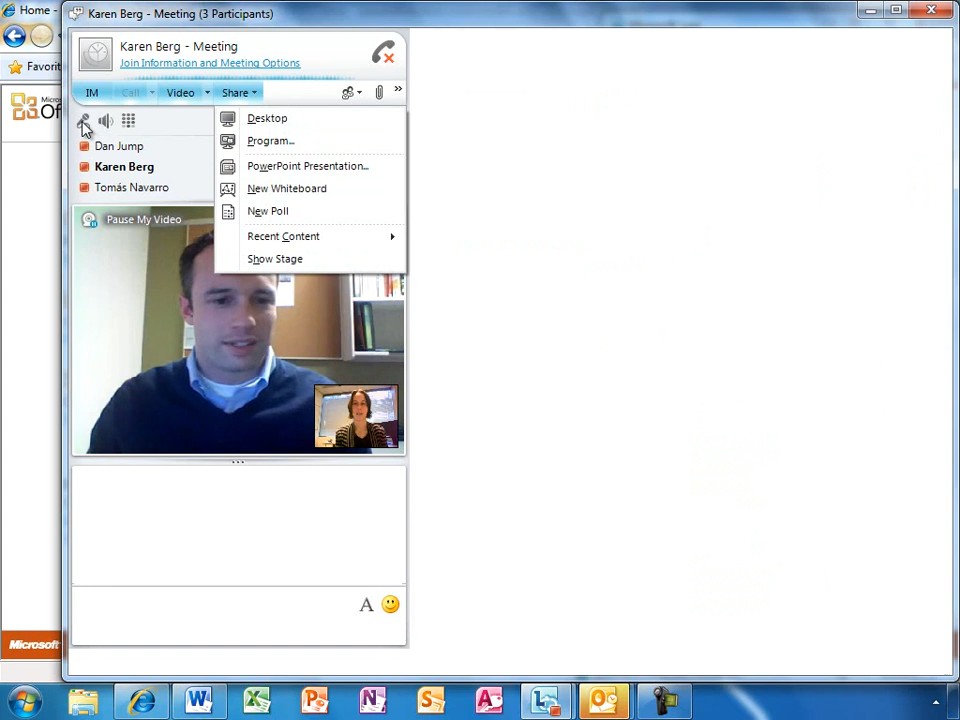 Home -
Karen Berg - Meeting (3 Participants)
Favorit
Karen Berg - Meeting
Join Information and Meeting Options
IM Call Video Share
Desktop
Program...
Dan Jump
Karen Berg
PowerPoint Presentation...
Tomás Navarro
New Whiteboard
New Poll
Pause My Video
Recent Content
Show Stage
A
Microsoft